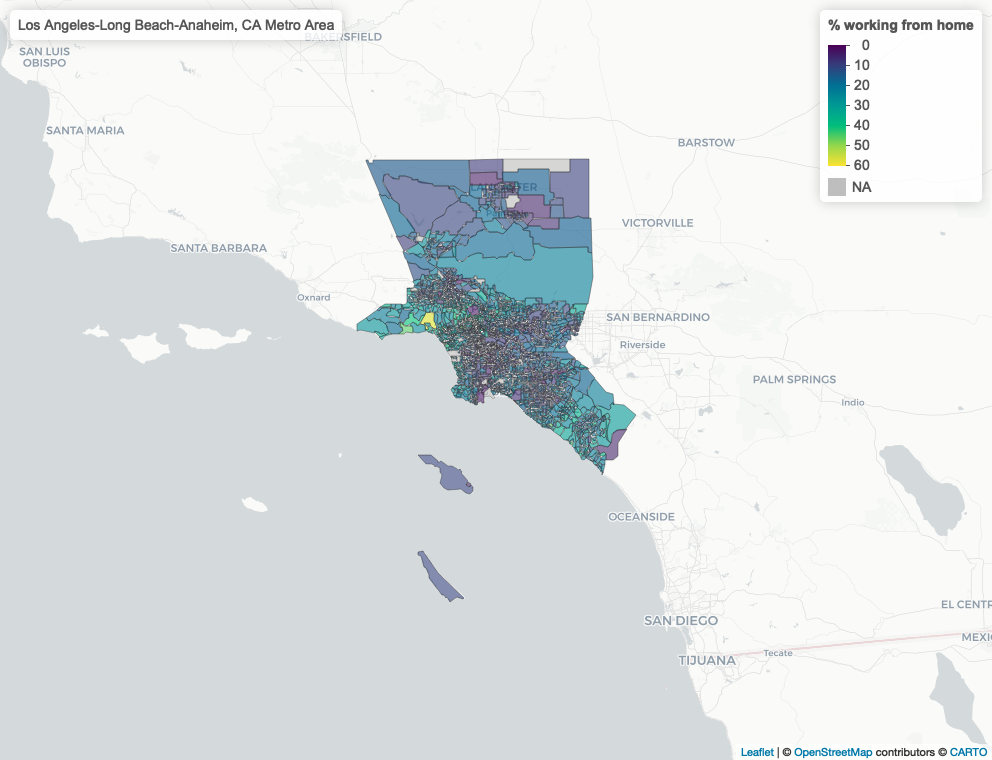 Los Angeles-Long Beach-Anaheim, CA Metro Area
% working from home
0
10
20
30
40
50
60
NA
BAKERSFIELD
SAN LUIS
OBISPO
SANTA MARIA
BARSTOW
LANCASTER
VICTORVILLE
SANTA BARBARA
Oxnard
SAN BERNARDINO
Riverside
PALM SPRINGS
Indio
OCEANSIDE
SAN DIEGO
EL CENTR
MEXIC
TIJUANA
Tecate
Leaflet | © OpenStreetMap contributors © CARTO